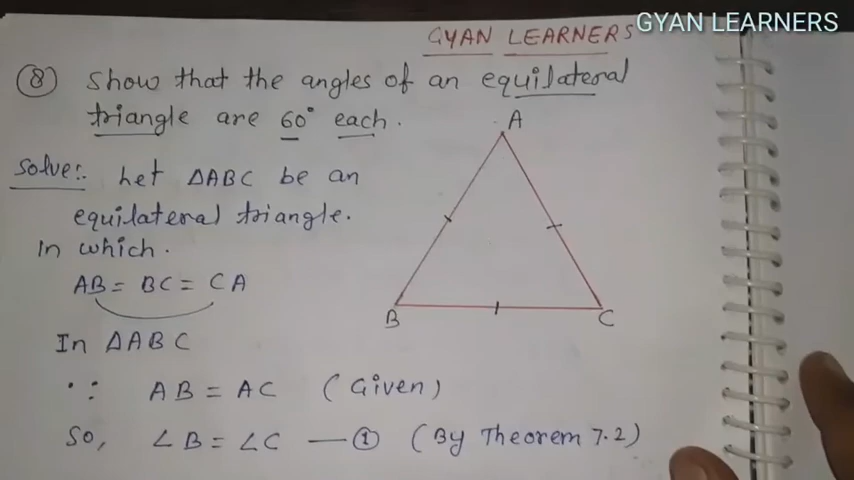 GYAN LEARNERS
GYAN LEARNERS
⑧ Show that the angles of an equilateral
triangle are 60° each.
Solve:. Let ΔABC be an
equilateral triangle.
In which.
AB = BC = CA
In ΔABC
∵ AB = AC (Given)
So, ∠B = ∠C — ① (By Theorem 7.2)
A
B
C